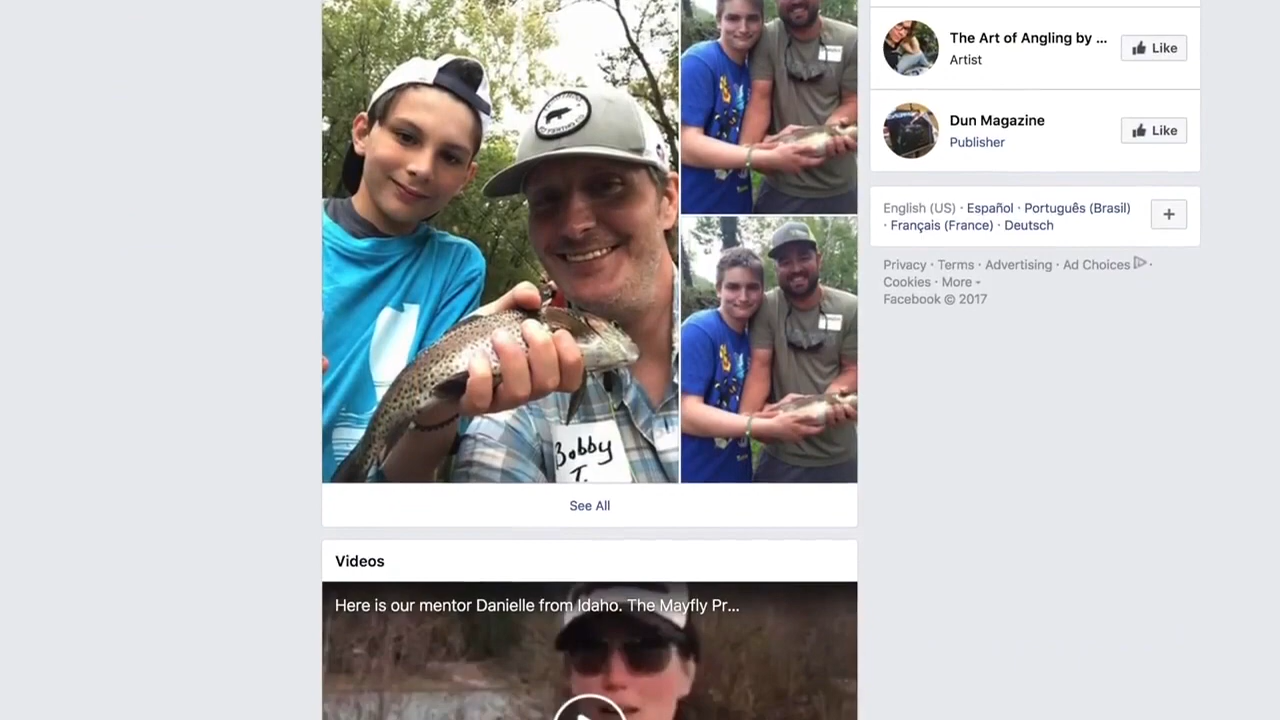 The Art of Angling by ...
Artist
Like
Dun Magazine
Publisher
Like
English (US) · Español · Português (Brasil)
· Français (France) · Deutsch
Privacy · Terms · Advertising · Ad Choices ·
Cookies · More
Facebook © 2017
Bobby
T.
See All
Videos
Here is our mentor Danielle from Idaho. The Mayfly Pr...